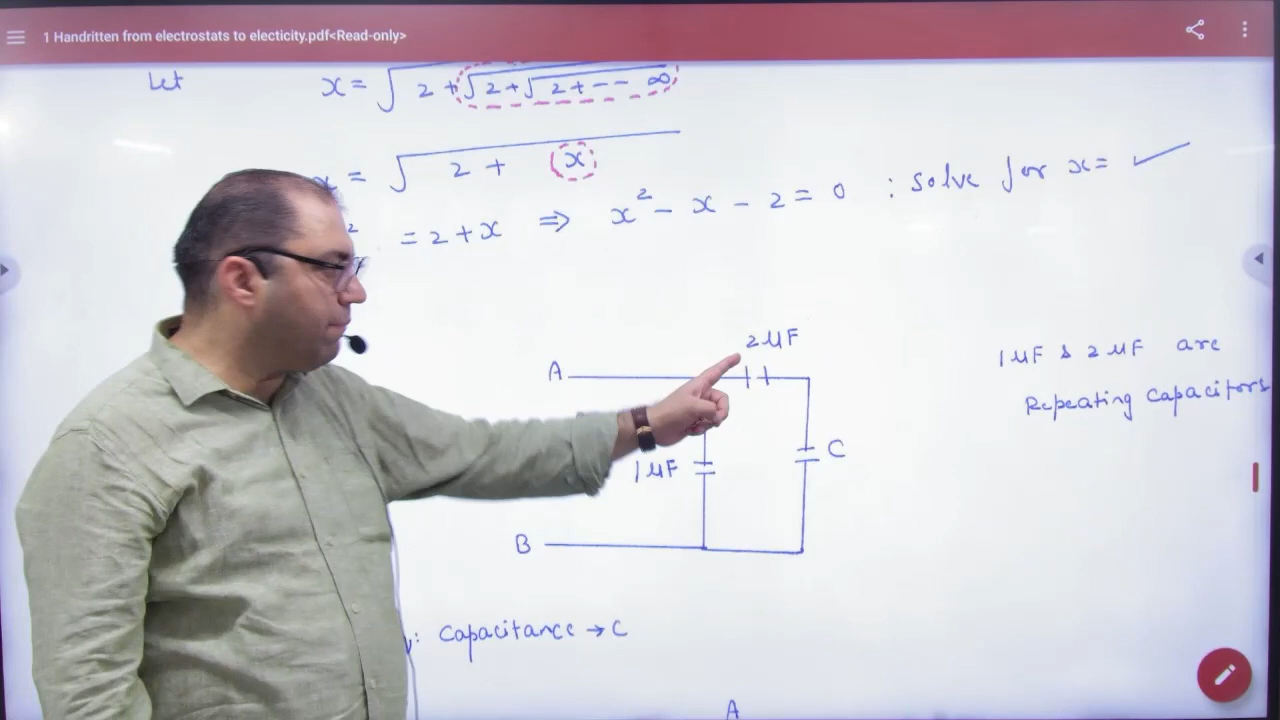 1 Handritten from electrostats to electicity.pdf<Read-only>
Let x = √2 + √2 + √2 + -- ∞
x = √2 + x
² = 2 + x ⇒ x² - x - 2 = 0 : solve for x = ✓
2 μF
A
1 μF & 2 μF are
Repeating Capacitors
1 μF
C
B
: Capacitance → C
A